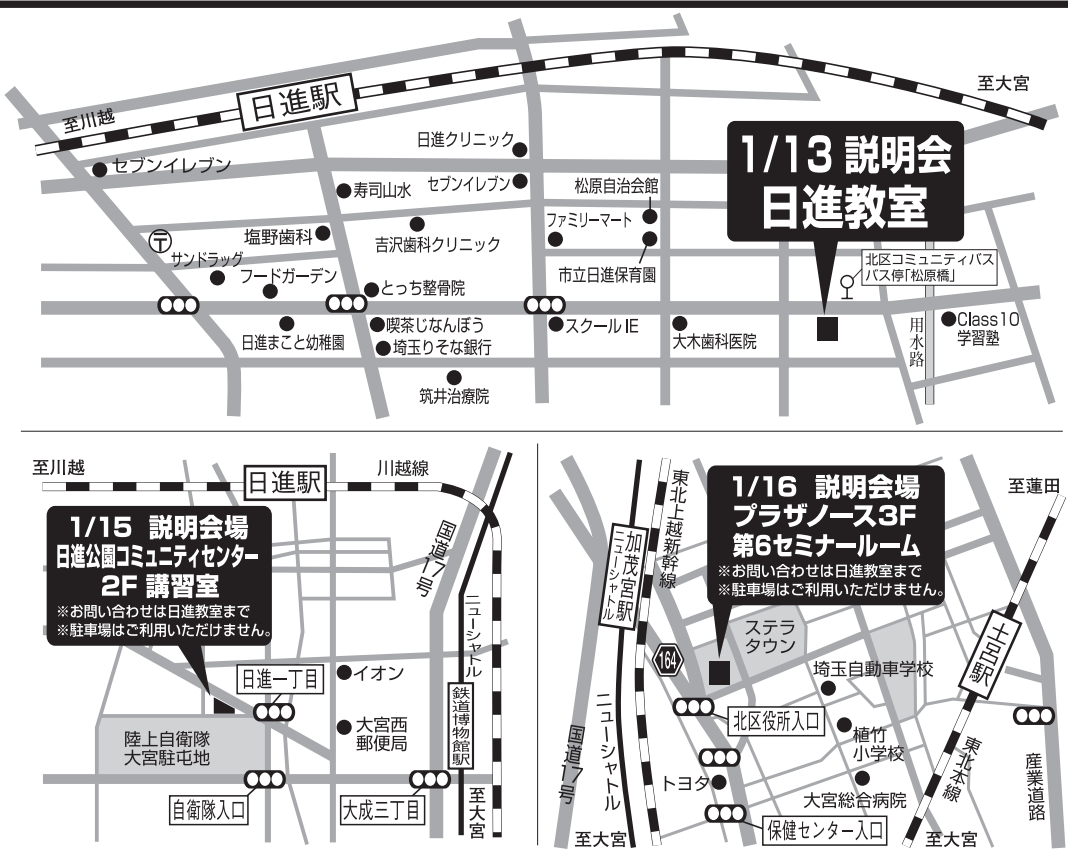 至川越
日進駅
至大宮
1/13 説明会
日進教室
セブンイレブン
日進クリニック
セブンイレブン
寿司山水
松原自治会館
塩野歯科
吉沢歯科クリニック
ファミリーマート
市立日進保育園
〒
サンドラッグ
フードガーデン
とっち整骨院
北区コミュニティバス
バス停「松原橋」
日進まこと幼稚園
喫茶じなんぼう
埼玉りそな銀行
スクールIE
大木歯科医院
用水路
Class10
学習塾
筑井治療院
至川越
日進駅
川越線
国道17号
1/15 説明会場
日進公園コミュニティセンター
2F 講習室
※お問い合わせは日進教室まで
※駐車場はご利用いただけません。
ニューシャトル
日進一丁目
イオン
鉄道博物館駅
大宮西
郵便局
陸上自衛隊
大宮駐屯地
自衛隊入口
大成三丁目
至大宮
東北上越新幹線
加茂宮駅
ニューシャトル
1/16 説明会場
プラザノース3F
第6セミナールーム
※お問い合わせは日進教室まで
※駐車場はご利用いただけません。
至蓮田
ステラ
タウン
164
土呂駅
埼玉自動車学校
北区役所入口
植竹
小学校
国道17号
ニューシャトル
トヨタ
大宮総合病院
東北本線
産業道路
保健センター入口
至大宮
至大宮